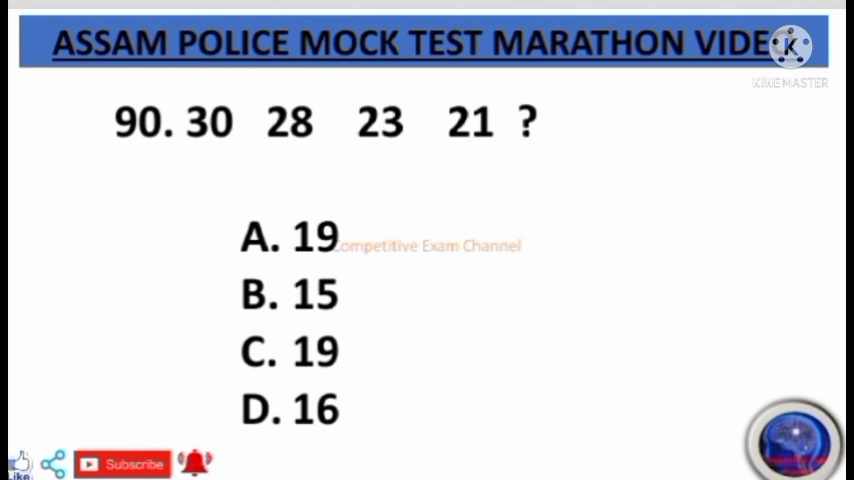 ASSAM POLICE MOCK TEST MARATHON VIDE
K
KINEMASTER
90. 30 28 23 21 ?
A. 19
Competitive Exam Channel
B. 15
C. 19
D. 16
Like
Subscribe